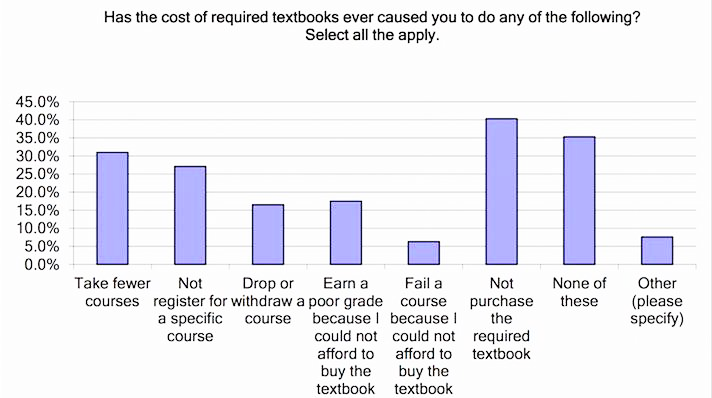 Has the cost of required textbooks ever caused you to do any of the following?
Select all the apply.
45.0%
40.0%
35.0%
30.0%
25.0%
20.0%
15.0%
10.0%
5.0%
0.0%
Take fewer
courses
Not
register for
a specific
course
Drop or
withdraw a
course
Earn a
poor grade
because I
could not
afford to
buy the
textbook
Fail a
course
because I
could not
afford to
buy the
textbook
Not
purchase
the
required
textbook
None of
these
Other
(please
specify)